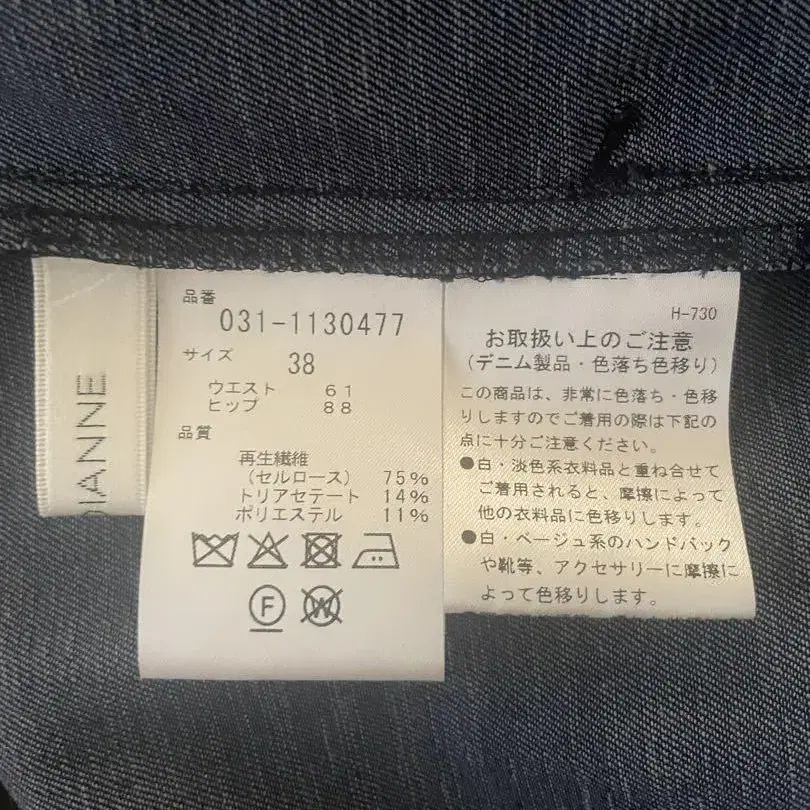 DIANNE
品番
031-1130477
サイズ
38
ウエスト 61
ヒップ 88
品質
再生繊維
（セルロース） 75%
トリアセテート 14%
ポリエステル 11%
F
W
H-730
お取扱い上のご注意
（デニム製品・色落ち色移り）
この商品は、非常に色落ち・色移
りしますのでご着用の際は下記の
点に十分ご注意ください。
●白・淡色系衣料品と重ね合せて
ご着用されると、摩擦によって
他の衣料品に色移りします。
●白・ベージュ系のハンドバック
や靴等、アクセサリーに摩擦に
よって色移りします。